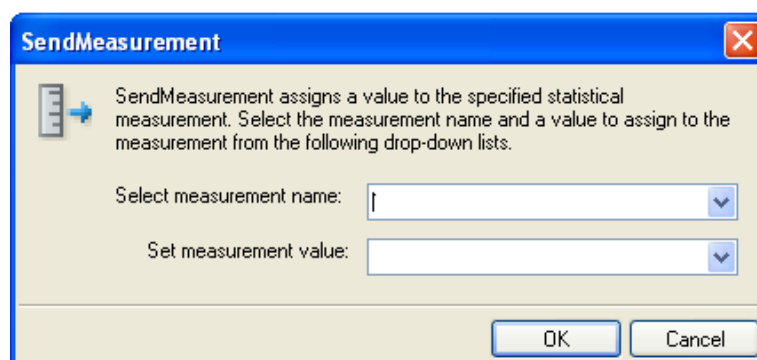 SendMeasurement
SendMeasurement assigns a value to the specified statistical
measurement. Select the measurement name and a value to assign to the
measurement from the following drop-down lists.
Select measurement name:
Set measurement value:
OK Cancel